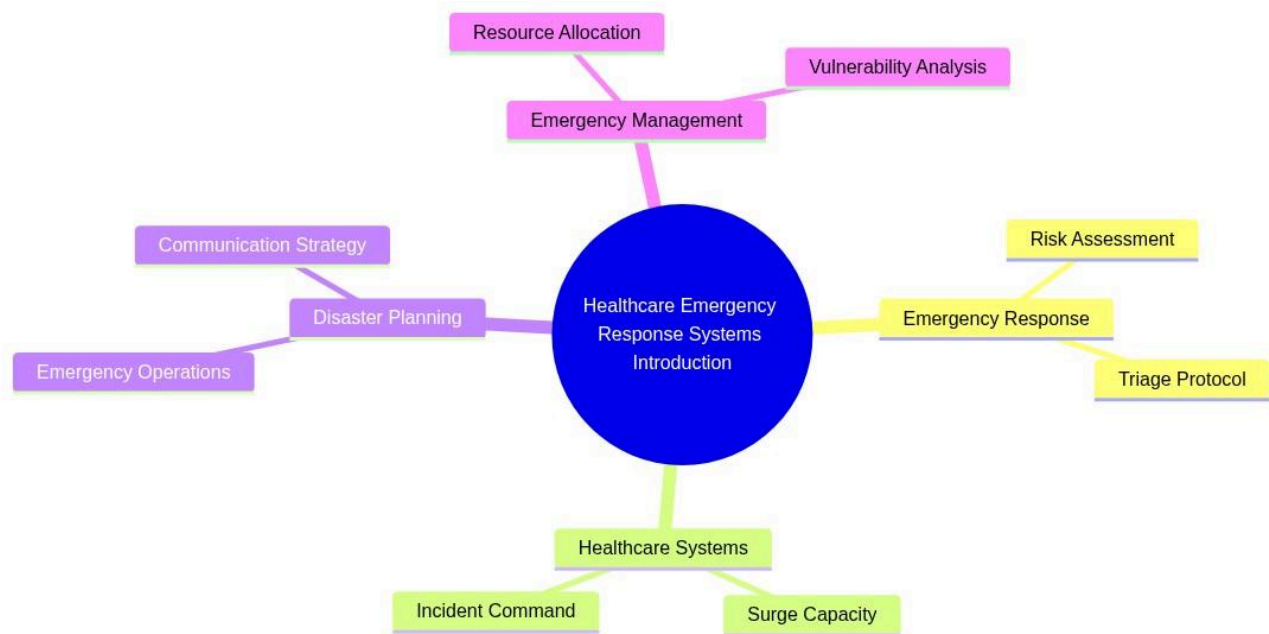 Resource Allocation
Vulnerability Analysis
Emergency Management
Communication Strategy
Disaster Planning
Emergency Operations
Healthcare Emergency
Response Systems
Introduction
Risk Assessment
Emergency Response
Triage Protocol
Healthcare Systems
Incident Command
Surge Capacity